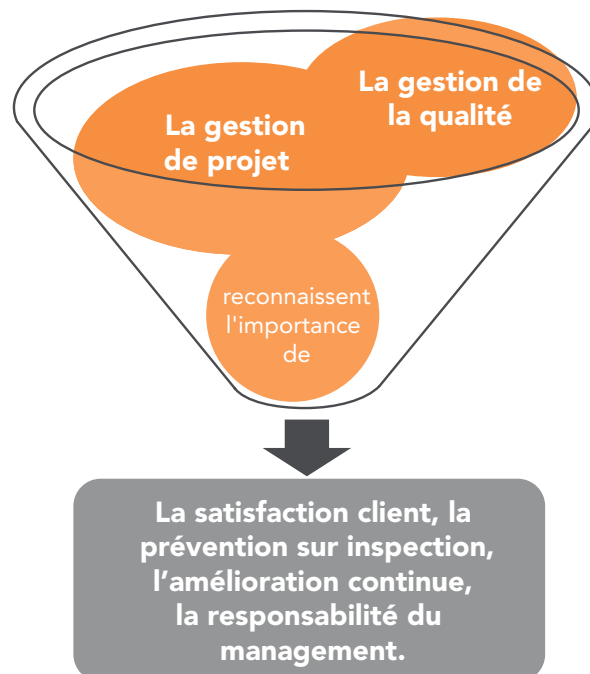 La gestion de
la qualité
La gestion
de projet
reconnaissent
l'importance
de
La satisfaction client, la
prévention sur inspection,
l’amélioration continue,
la responsabilité du
management.